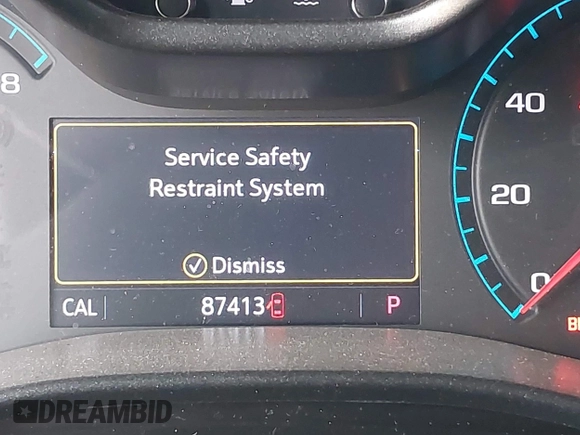 8
40
Service Safety
Restraint System
20
Dismiss
0
CAL 87413 P
DREAMBID